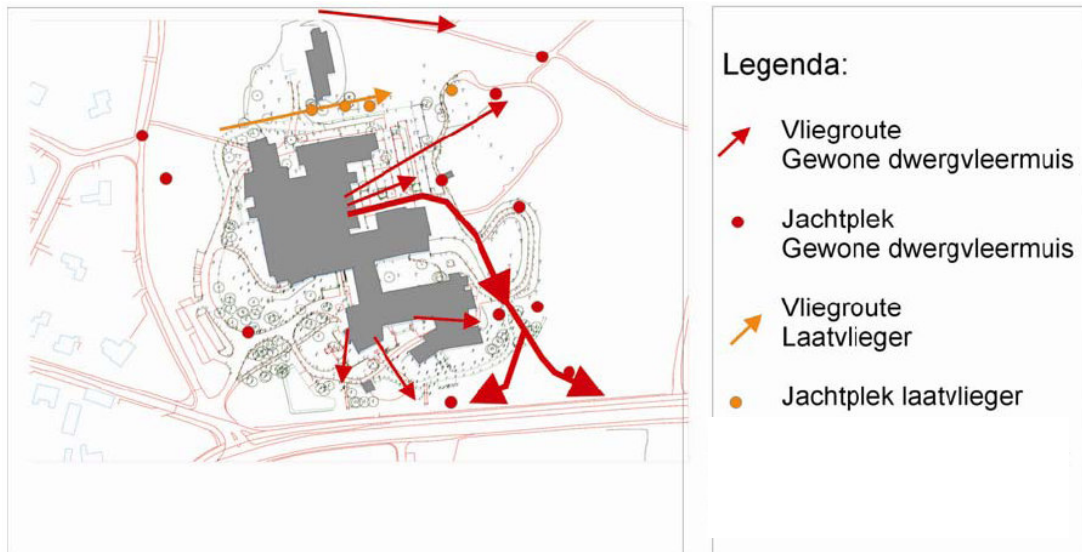 Legenda:
Vliegroute
Gewone dwergvleermuis
Jachtplek
Gewone dwergvleermuis
Vliegroute
Laatvlieger
Jachtplek laatvlieger